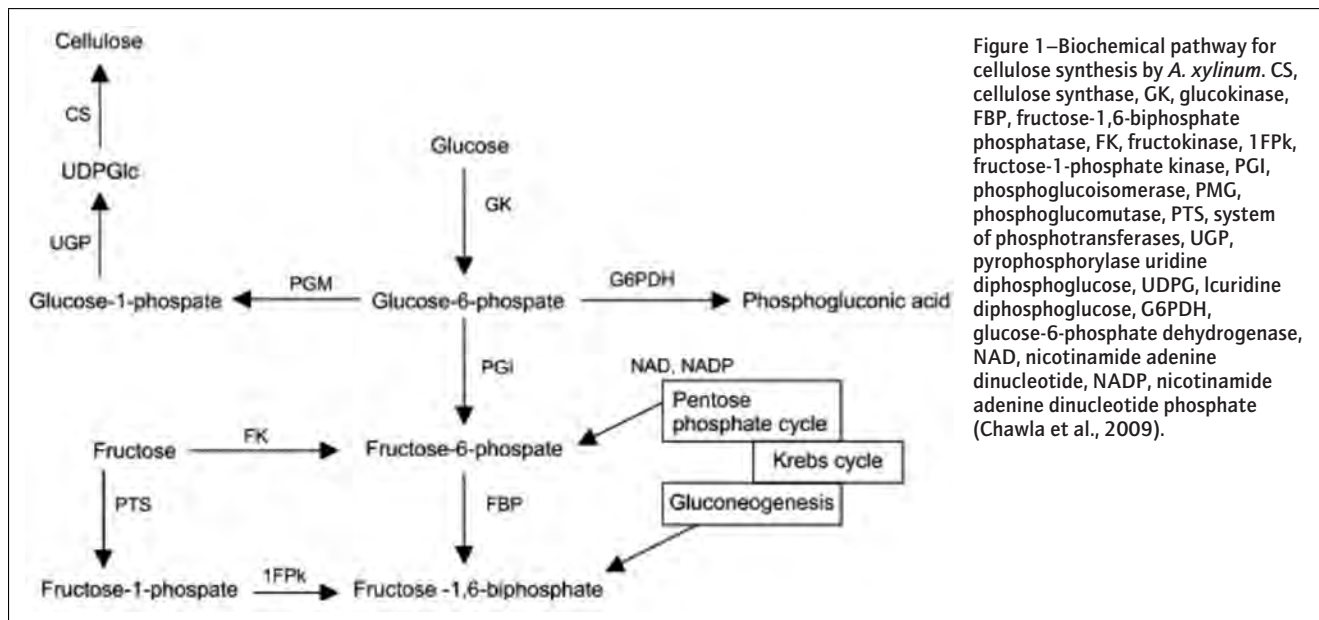 Cellulose
CS
UDPGlc
UGP
Glucose
GK
Glucose-1-phospate
PGM
Glucose-6-phospate
G6PDH
Phosphogluconic acid
PGi
NAD, NADP
Pentose
phosphate cycle
Krebs cycle
Gluconeogenesis
Fructose
FK
Fructose-6-phospate
PTS
FBP
Fructose-1-phospate
1FPk
Fructose -1,6-biphosphate
Figure 1–Biochemical pathway for
cellulose synthesis by A. xylinum. CS,
cellulose synthase, GK, glucokinase,
FBP, fructose-1,6-biphosphate
phosphatase, FK, fructokinase, 1FPk,
fructose-1-phosphate kinase, PGI,
phosphoglucoisomerase, PMG,
phosphoglucomutase, PTS, system
of phosphotransferases, UGP,
pyrophosphorylase uridine
diphosphoglucose, UDPG, lcuridine
diphosphoglucose, G6PDH,
glucose-6-phosphate dehydrogenase,
NAD, nicotinamide adenine
dinucleotide, NADP, nicotinamide
adenine dinucleotide phosphate
(Chawla et al., 2009).